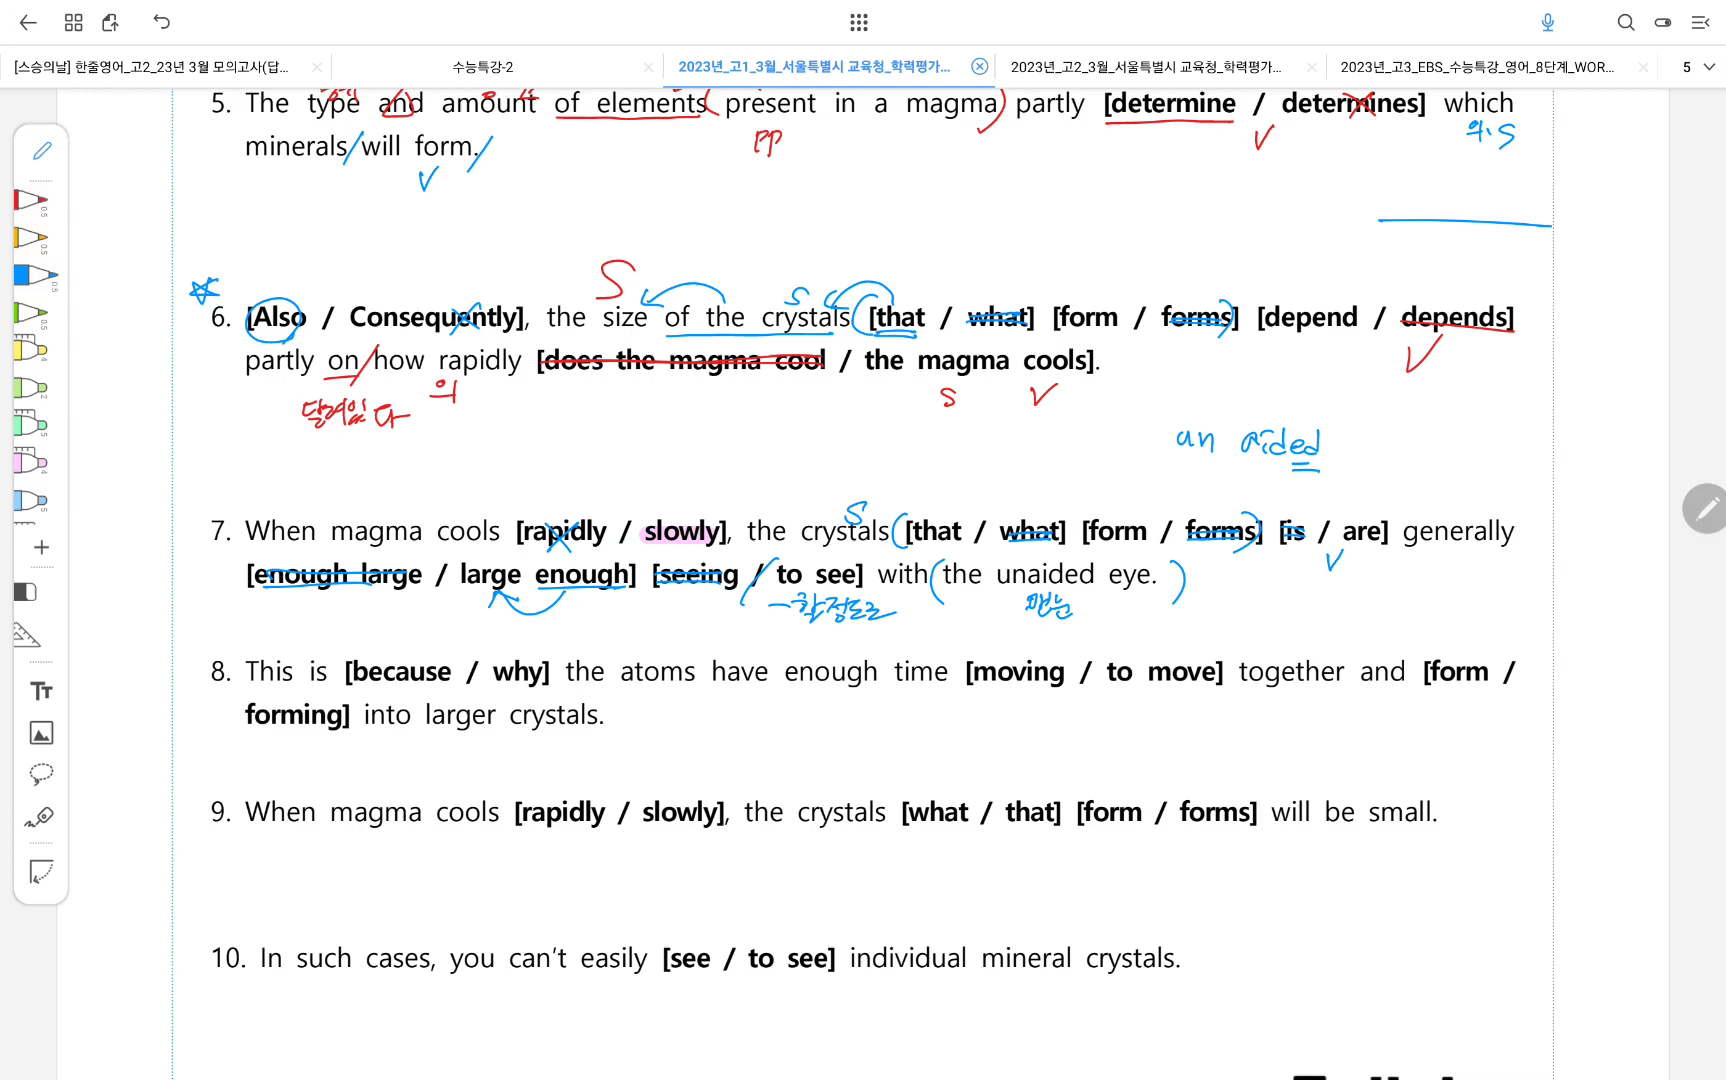 [스승의날] 한줄영어_고2_23년 3월 모의고사(답...
수능특강-2
2023년_고1_3월_서울특별시 교육청_학력평가...
2023년_고2_3월_서울특별시 교육청_학력평가...
2023년_고3_EBS_수능특강_영어_8단계_WOR...
5
5. The type and amount of elements present in a magma partly [determine / determines] which
PP
V
의.S
minerals will form.
V
S
S
6. [Also / Consequently], the size of the crystals [that / what] [form / forms] [depend / depends]
V
partly on how rapidly [does the magma cool / the magma cools].
달려있다
의
S
V
un aided
S
7. When magma cools [rapidly / slowly], the crystals [that / what] [form / forms] [is / are] generally
V
[enough large / large enough] [seeing / to see] with the unaided eye.
~할 정도로
맨눈
8. This is [because / why] the atoms have enough time [moving / to move] together and [form /
forming] into larger crystals.
9. When magma cools [rapidly / slowly], the crystals [what / that] [form / forms] will be small.
10. In such cases, you can't easily [see / to see] individual mineral crystals.